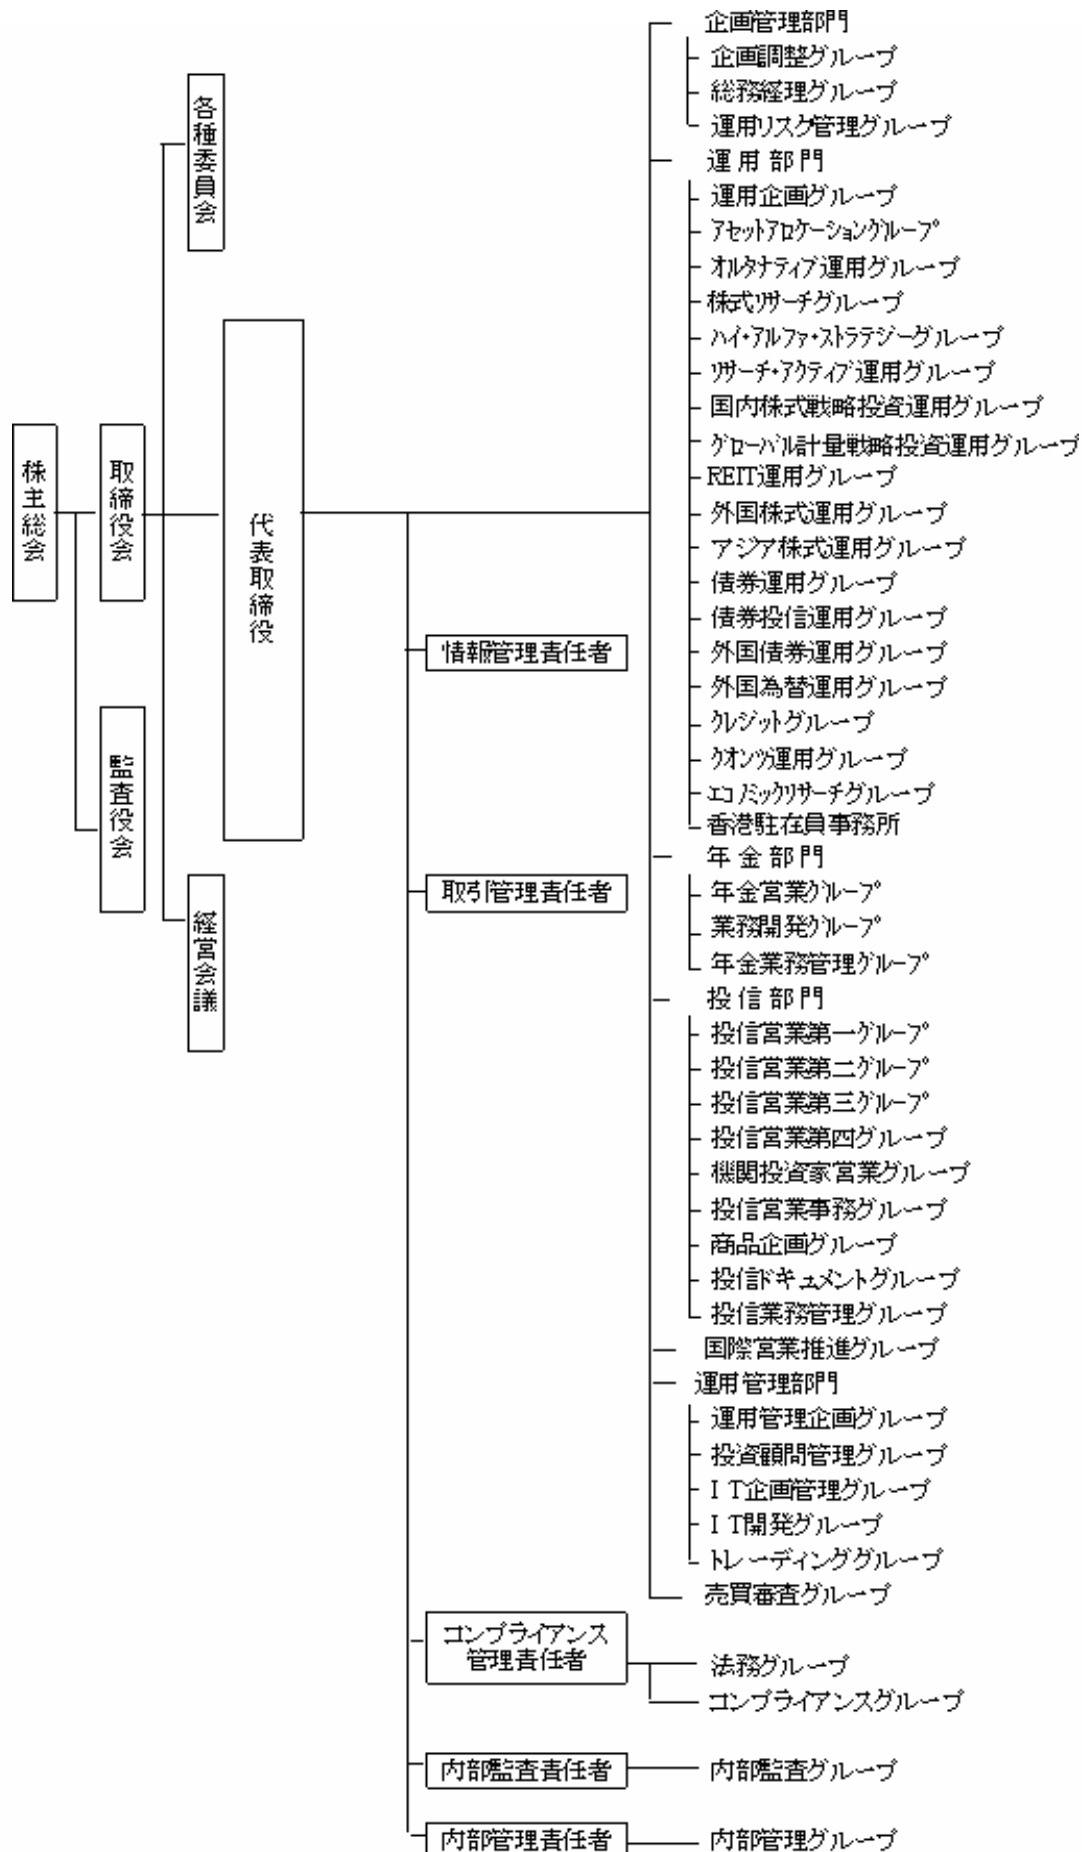 株主総会
取締役会
監査役会
各種委員会
代表取締役
経営会議
情報管理責任者
取引管理責任者
コンプライアンス
管理責任者
内部監査責任者
内部管理責任者
企画管理部門
企画調整グループ
総務経理グループ
運用リスク管理グループ
運用部門
運用企画グループ
アセットアロケーショングループ
オルタナティブ運用グループ
株式リサーチグループ
ハイ・アルファ・ストラテジーグループ
リサーチ・アクティブ運用グループ
国内株式戦略投資運用グループ
グローバル計量戦略投資運用グループ
REIT運用グループ
外国株式運用グループ
アジア株式運用グループ
債券運用グループ
債券投信運用グループ
外国債券運用グループ
外国為替運用グループ
クレジットグループ
クオンツ運用グループ
エコノミックリサーチグループ
香港駐在員事務所
年金部門
年金営業グループ
業務開発グループ
年金業務管理グループ
投信部門
投信営業第一グループ
投信営業第二グループ
投信営業第三グループ
投信営業第四グループ
機関投資家営業グループ
投信営業事務グループ
商品企画グループ
投信ドキュメントグループ
投信業務管理グループ
国際営業推進グループ
運用管理部門
運用管理企画グループ
投資顧問管理グループ
ＩＴ企画管理グループ
ＩＴ開発グループ
トレーディンググループ
売買審査グループ
法務グループ
コンプライアンスグループ
内部監査グループ
内部管理グループ